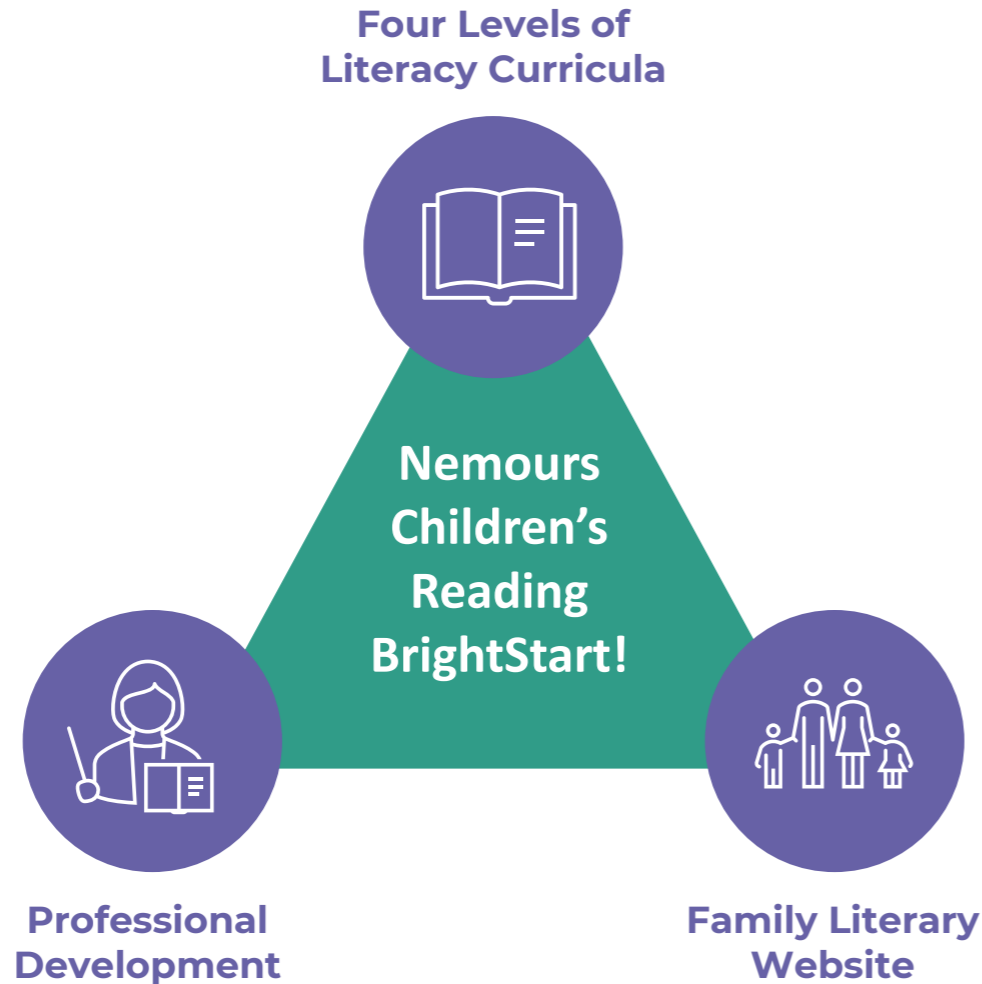 Four Levels of
Literacy Curricula
Nemours
Children’s
Reading
BrightStart!
Professional
Development
Family Literary
Website